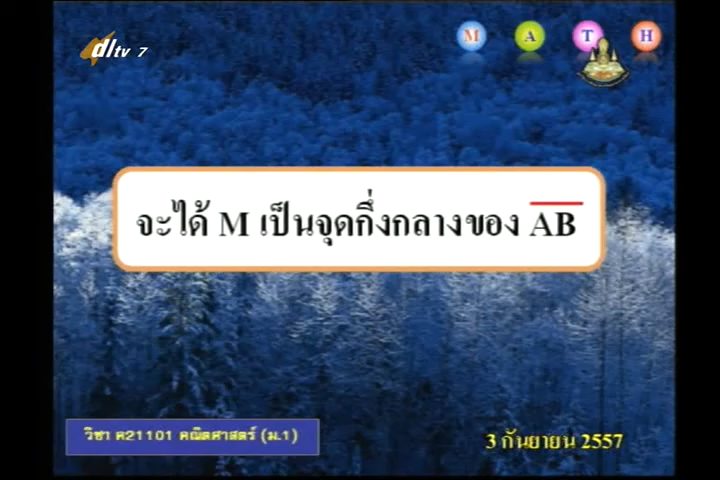 dltv 7
M A T H
จะได้ M เป็นจุดกึ่งกลางของ A̅B̅
วิชา ค21101 คณิตศาสตร์ (ม.1)
3 กันยายน 2557